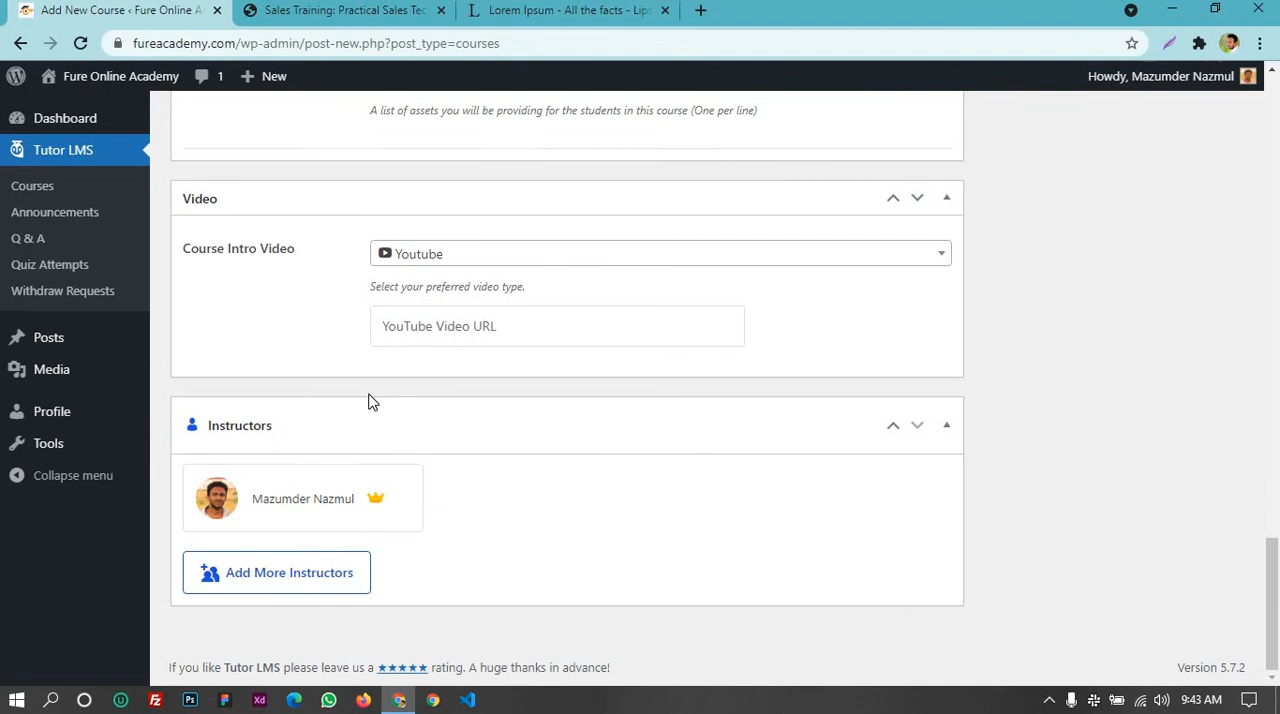 Add New Course ‹ Fure Online A
Sales Training: Practical Sales Tec
Lorem Ipsum - All the facts - Lips
fureacademy.com/wp-admin/post-new.php?post_type=courses
Fure Online Academy
1
New
Howdy, Mazumder Nazmul
Dashboard
Tutor LMS
Courses
Announcements
Q & A
Quiz Attempts
Withdraw Requests
Posts
Media
Profile
Tools
Collapse menu
A list of assets you will be providing for the students in this course (One per line)
Video
Course Intro Video
Youtube
Select your preferred video type.
YouTube Video URL
Instructors
Mazumder Nazmul
Add More Instructors
If you like Tutor LMS please leave us a ★★★★★ rating. A huge thanks in advance!
Version 5.7.2
9:43 AM